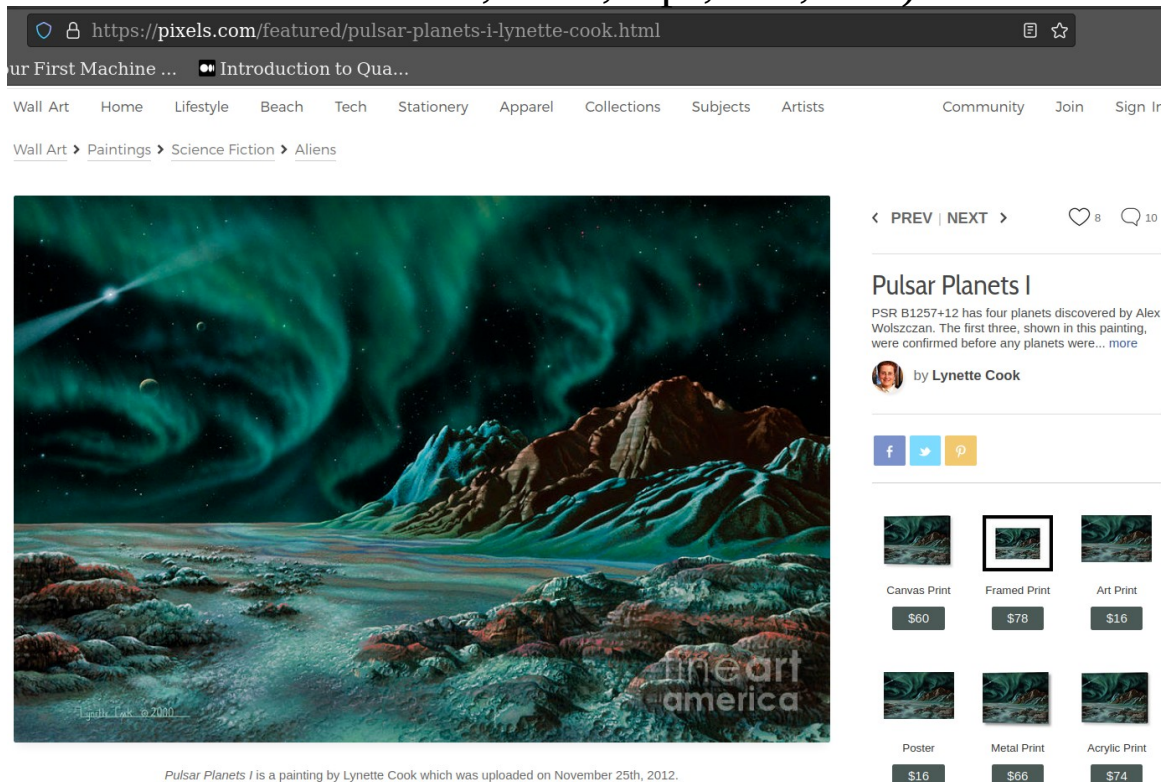 https://pixels.com/featured/pulsar-planets-i-lynette-cook.html
ur First Machine ... Introduction to Qua...
Wall Art Home Lifestyle Beach Tech Stationery Apparel Collections Subjects Artists Community Join Sign In
Wall Art > Paintings > Science Fiction > Aliens
< PREV | NEXT > 8 10
Pulsar Planets I
PSR B1257+12 has four planets discovered by Alex
Wolszczan. The first three, shown in this painting,
were confirmed before any planets were... more
by Lynette Cook
Canvas Print Framed Print Art Print
$60 $78 $16
fineart
america
Lynette Cook © 2000
Poster Metal Print Acrylic Print
$16 $66 $74
Pulsar Planets I is a painting by Lynette Cook which was uploaded on November 25th, 2012.